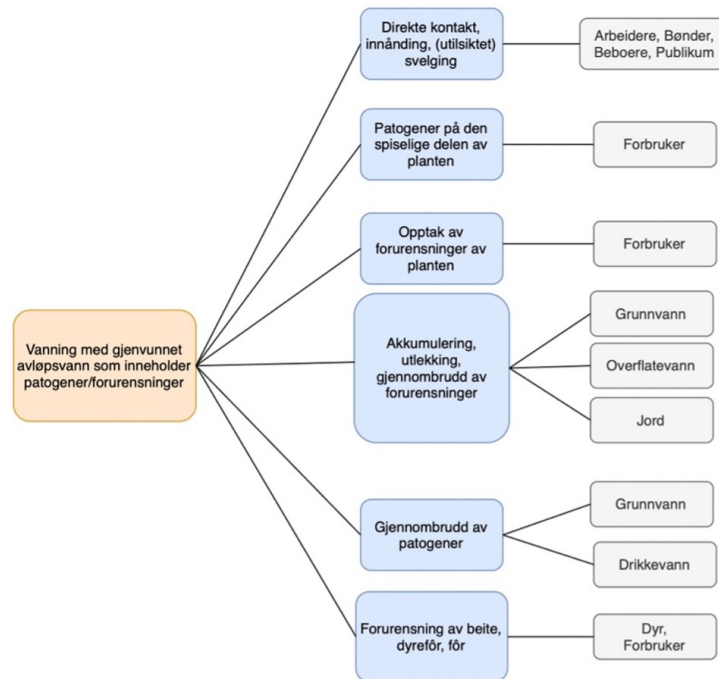 Direkte kontakt,
innånding, (utilsiktet)
svelging
Arbeidere, Bønder,
Beboere, Publikum
Patogener på den
spiselige delen av
planten
Forbruker
Opptak av
forurensninger av
planten
Forbruker
Vanning med gjenvunnet
avløpsvann som inneholder
patogener/forurensninger
Akkumulering,
utlekking,
gjennombrudd av
forurensninger
Grunnvann
Overflatevann
Jord
Gjennombrudd av
patogener
Grunnvann
Drikkevann
Forurensning av beite,
dyrefôr, fôr
Dyr,
Forbruker